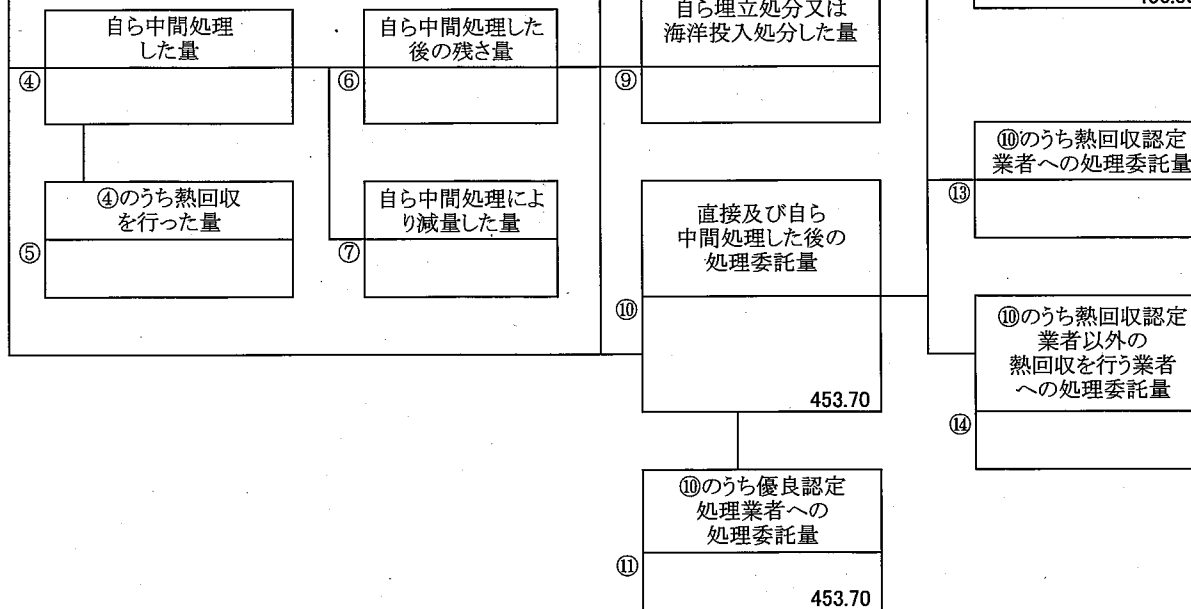 自ら中間処理
した量
④
自ら中間処理した
後の残さ量
⑥
自ら埋立処分又は
海洋投入処分した量
⑨
④のうち熱回収
を行った量
⑤
自ら中間処理によ
り減量した量
⑦
直接及び自ら
中間処理した後の
処理委託量
⑩
453.70
⑩のうち優良認定
処理業者への
処理委託量
⑪
453.70
⑩のうち熱回収認定
業者への処理委託量
⑬
⑩のうち熱回収認定
業者以外の
熱回収を行う業者
への処理委託量
⑭